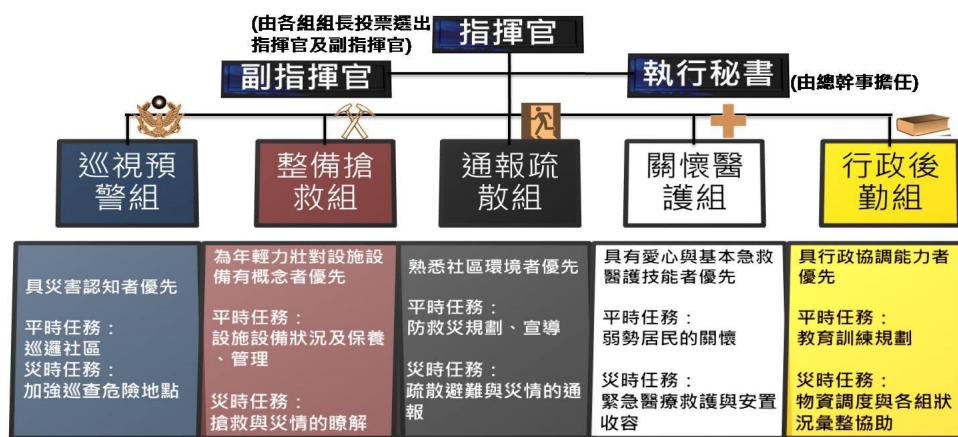 (由各組組長投票選出
指揮官及副指揮官)
指揮官
副指揮官
執行秘書
(由總幹事擔任)
巡視預
警組
整備搶
救組
通報疏
散組
關懷醫
護組
行政後
勤組
具災害認知者優先
平時任務：
巡邏社區
災時任務：
加強巡查危險地點
為年輕力壯對設施設
備有概念者優先
平時任務：
設施設備狀況及保養
、管理
災時任務：
搶救與災情的瞭解
熟悉社區環境者優先
平時任務：
防救災規劃、宣導
災時任務：
疏散避難與災情的通
報
具有愛心與基本急救
醫護技能者優先
平時任務：
弱勢居民的關懷
災時任務：
緊急醫療救護與安置
收容
具行政協調能力者
優先
平時任務：
教育訓練規劃
災時任務：
物資調度與各組狀
況彙整協助